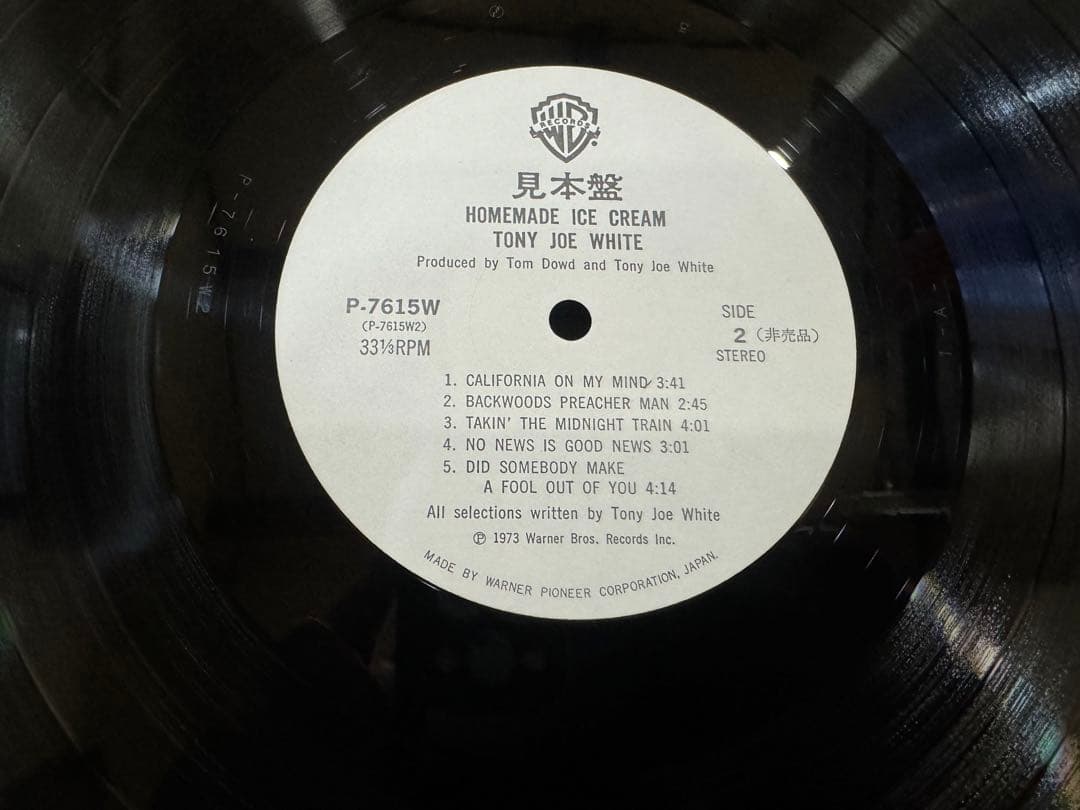 WB
RECORDS
見本盤
HOMEMADE ICE CREAM
TONY JOE WHITE
Produced by Tom Dowd and Tony Joe White
P-7615W
(P-7615W2)
33⅓RPM
SIDE
2 (非売品)
STEREO
1. CALIFORNIA ON MY MIND 3:41
2. BACKWOODS PREACHER MAN 2:45
3. TAKIN' THE MIDNIGHT TRAIN 4:01
4. NO NEWS IS GOOD NEWS 3:01
5. DID SOMEBODY MAKE
A FOOL OUT OF YOU 4:14
All selections written by Tony Joe White
Ⓟ 1973 Warner Bros. Records Inc.
MADE BY WARNER PIONEER CORPORATION, JAPAN.
P-7615W2
A-1